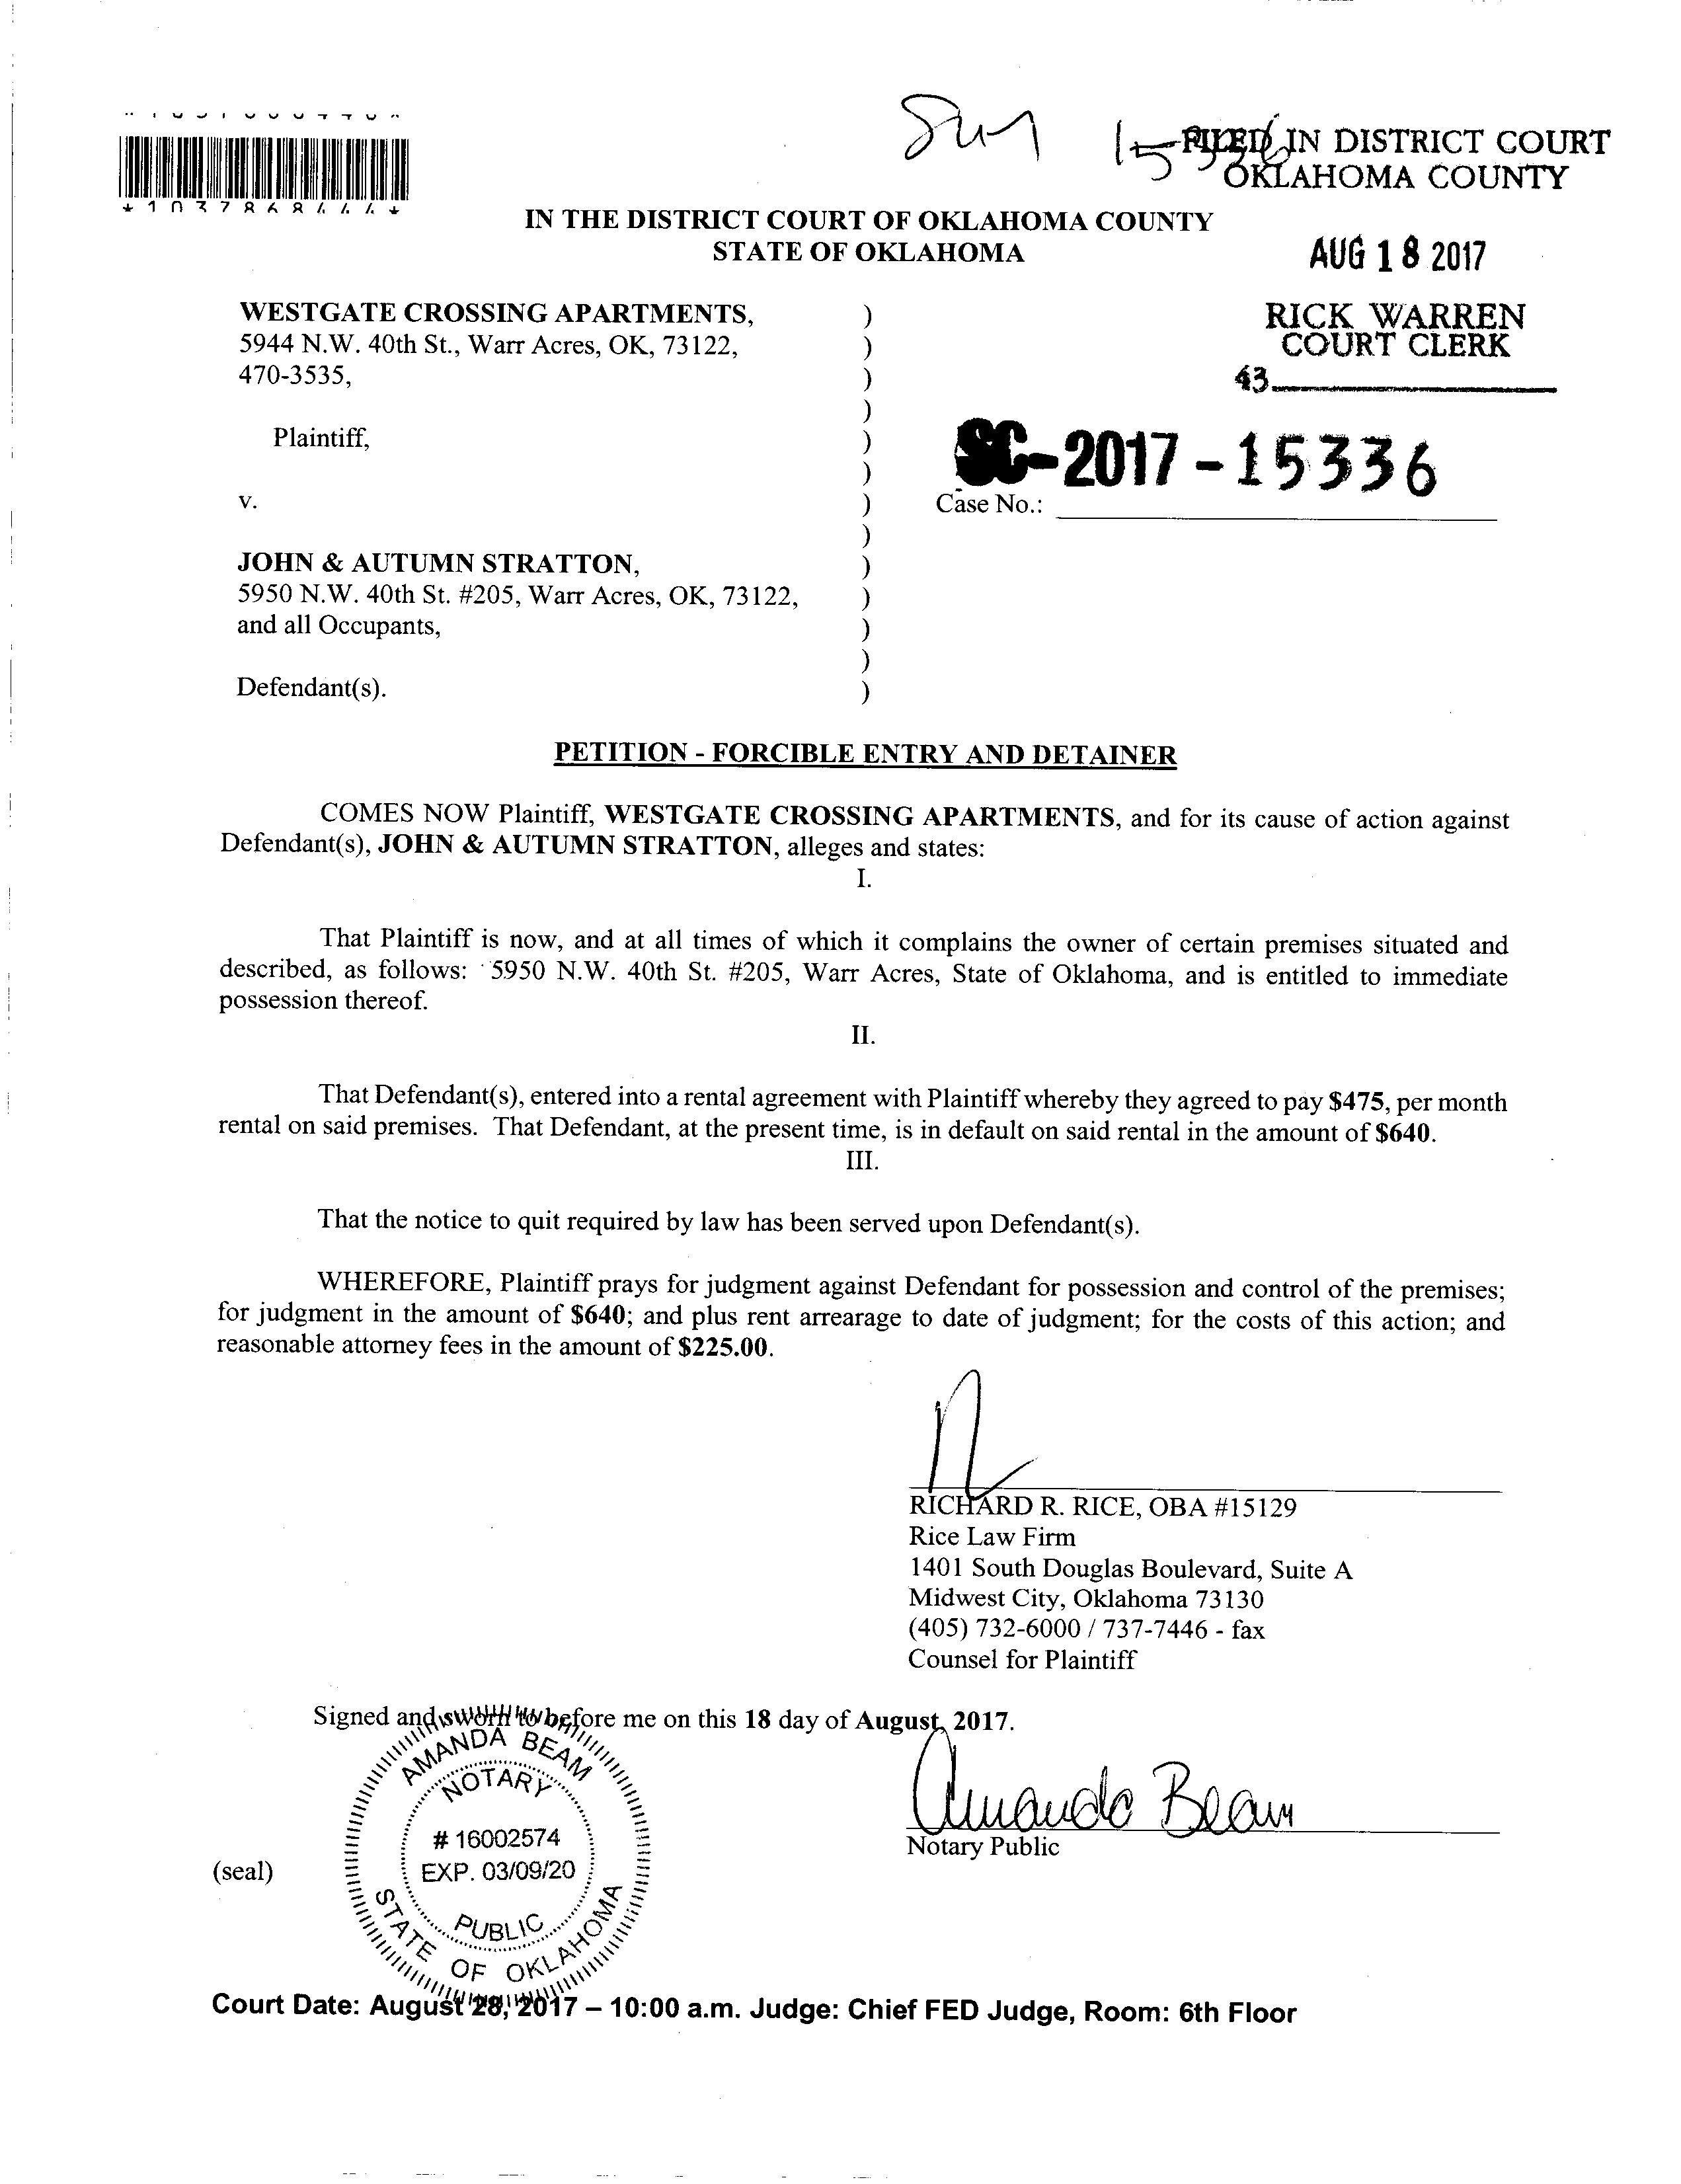 FILED IN DISTRICT COURT
OKLAHOMA COUNTY
IN THE DISTRICT COURT OF OKLAHOMA COUNTY
STATE OF OKLAHOMA
AUG 18 2017
RICK WARREN
COURT CLERK
43
WESTGATE CROSSING APARTMENTS, )
5944 N.W. 40th St., Warr Acres, OK, 73122, )
470-3535, )
)
Plaintiff, )
)
v. )
)
JOHN & AUTUMN STRATTON, )
5950 N.W. 40th St. #205, Warr Acres, OK, 73122, )
and all Occupants, )
)
Defendant(s). )
SC-2017-15336
Case No.:
PETITION - FORCIBLE ENTRY AND DETAINER
COMES NOW Plaintiff, WESTGATE CROSSING APARTMENTS, and for its cause of action against
Defendant(s), JOHN & AUTUMN STRATTON, alleges and states:
I.
That Plaintiff is now, and at all times of which it complains the owner of certain premises situated and
described, as follows: 5950 N.W. 40th St. #205, Warr Acres, State of Oklahoma, and is entitled to immediate
possession thereof.
II.
That Defendant(s), entered into a rental agreement with Plaintiff whereby they agreed to pay $475, per month
rental on said premises. That Defendant, at the present time, is in default on said rental in the amount of $640.
III.
That the notice to quit required by law has been served upon Defendant(s).
WHEREFORE, Plaintiff prays for judgment against Defendant for possession and control of the premises;
for judgment in the amount of $640; and plus rent arrearage to date of judgment; for the costs of this action; and
reasonable attorney fees in the amount of $225.00.
RICHARD R. RICE, OBA #15129
Rice Law Firm
1401 South Douglas Boulevard, Suite A
Midwest City, Oklahoma 73130
(405) 732-6000 / 737-7446 - fax
Counsel for Plaintiff
Signed and sworn to before me on this 18 day of August, 2017.
Amanda Beam
Notary Public
(seal)
AMANDA BEAM
NOTARY
# 16002574
EXP. 03/09/20
PUBLIC
STATE OF OKLAHOMA
Court Date: August 28, 2017 – 10:00 a.m. Judge: Chief FED Judge, Room: 6th Floor